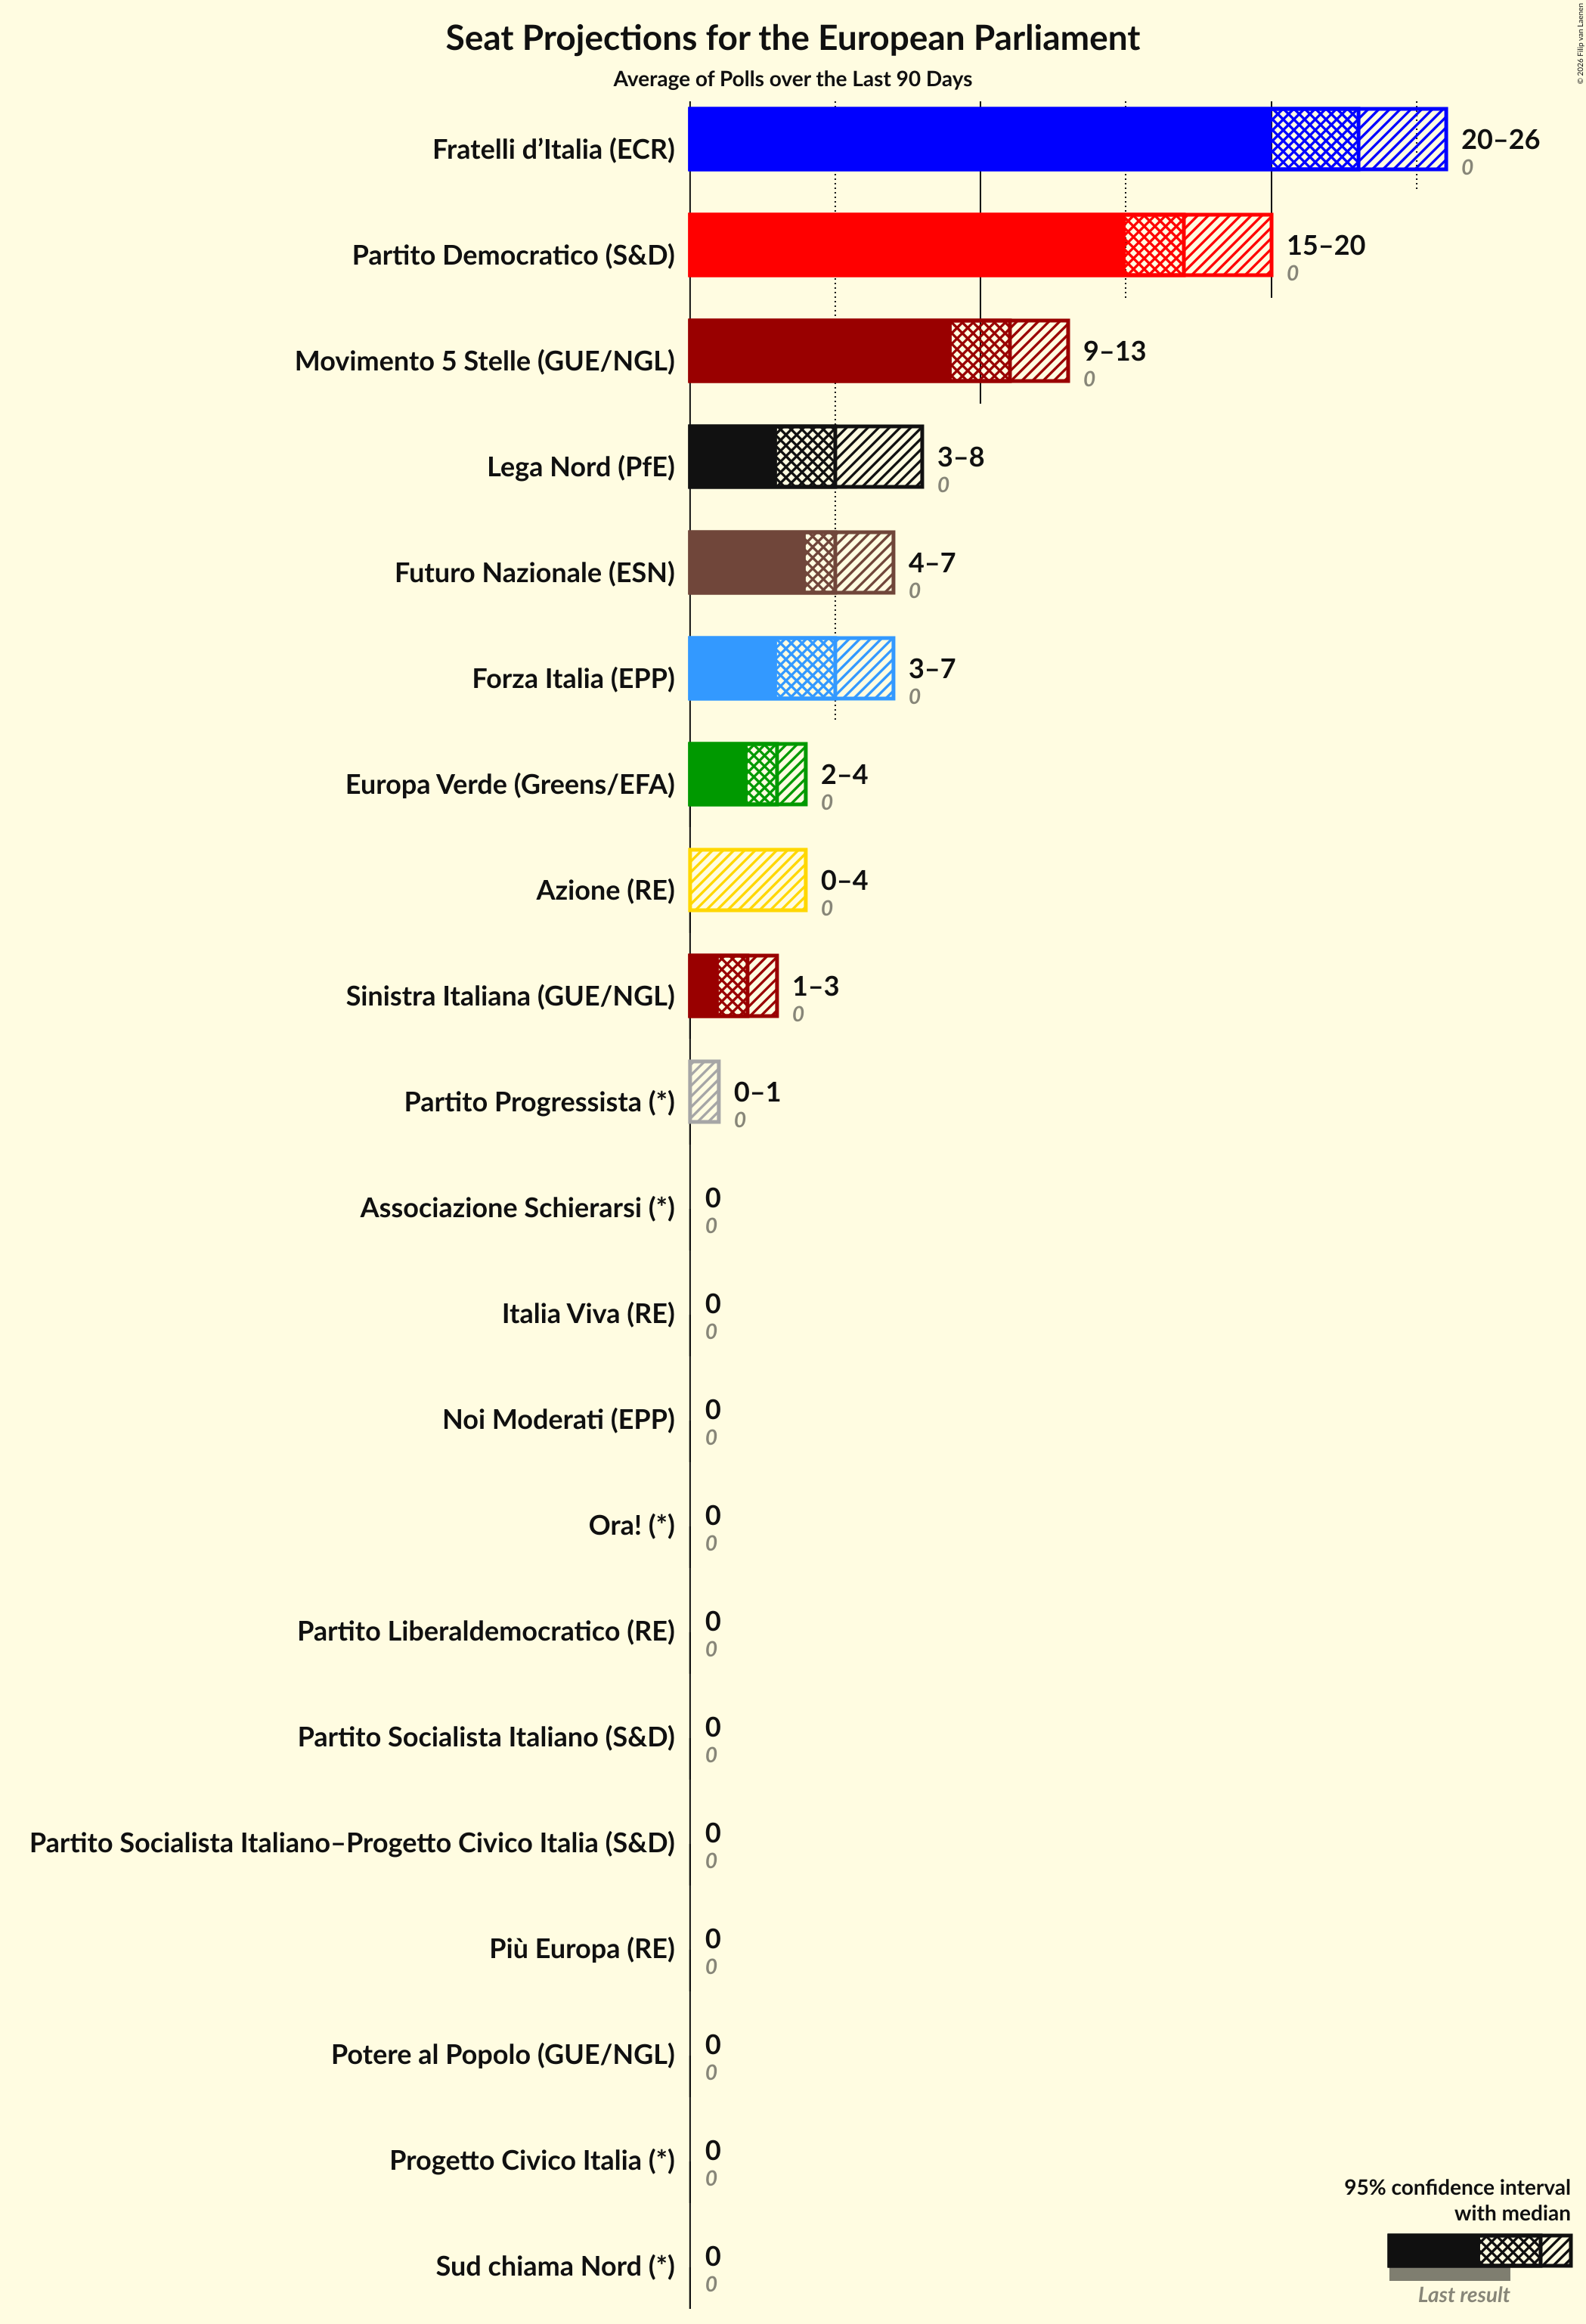 Seat Projections for the European Parliament
Average of Polls over the Last 90 Days
© 2026 Filip van Laenen
Fratelli d’Italia (ECR) 20–26
0
Partito Democratico (S&D) 15–20
0
Movimento 5 Stelle (GUE/NGL) 9–13
0
Lega Nord (PfE) 3–8
0
Futuro Nazionale (ESN) 4–7
0
Forza Italia (EPP) 3–7
0
Europa Verde (Greens/EFA) 2–4
0
Azione (RE) 0–4
0
Sinistra Italiana (GUE/NGL) 1–3
0
Partito Progressista (*) 0–1
0
Associazione Schierarsi (*) 0
0
Italia Viva (RE) 0
0
Noi Moderati (EPP) 0
0
Ora! (*) 0
0
Partito Liberaldemocratico (RE) 0
0
Partito Socialista Italiano (S&D) 0
0
Partito Socialista Italiano–Progetto Civico Italia (S&D) 0
0
Più Europa (RE) 0
0
Potere al Popolo (GUE/NGL) 0
0
Progetto Civico Italia (*) 0
0
Sud chiama Nord (*) 0
0
95% confidence interval
with median
Last result